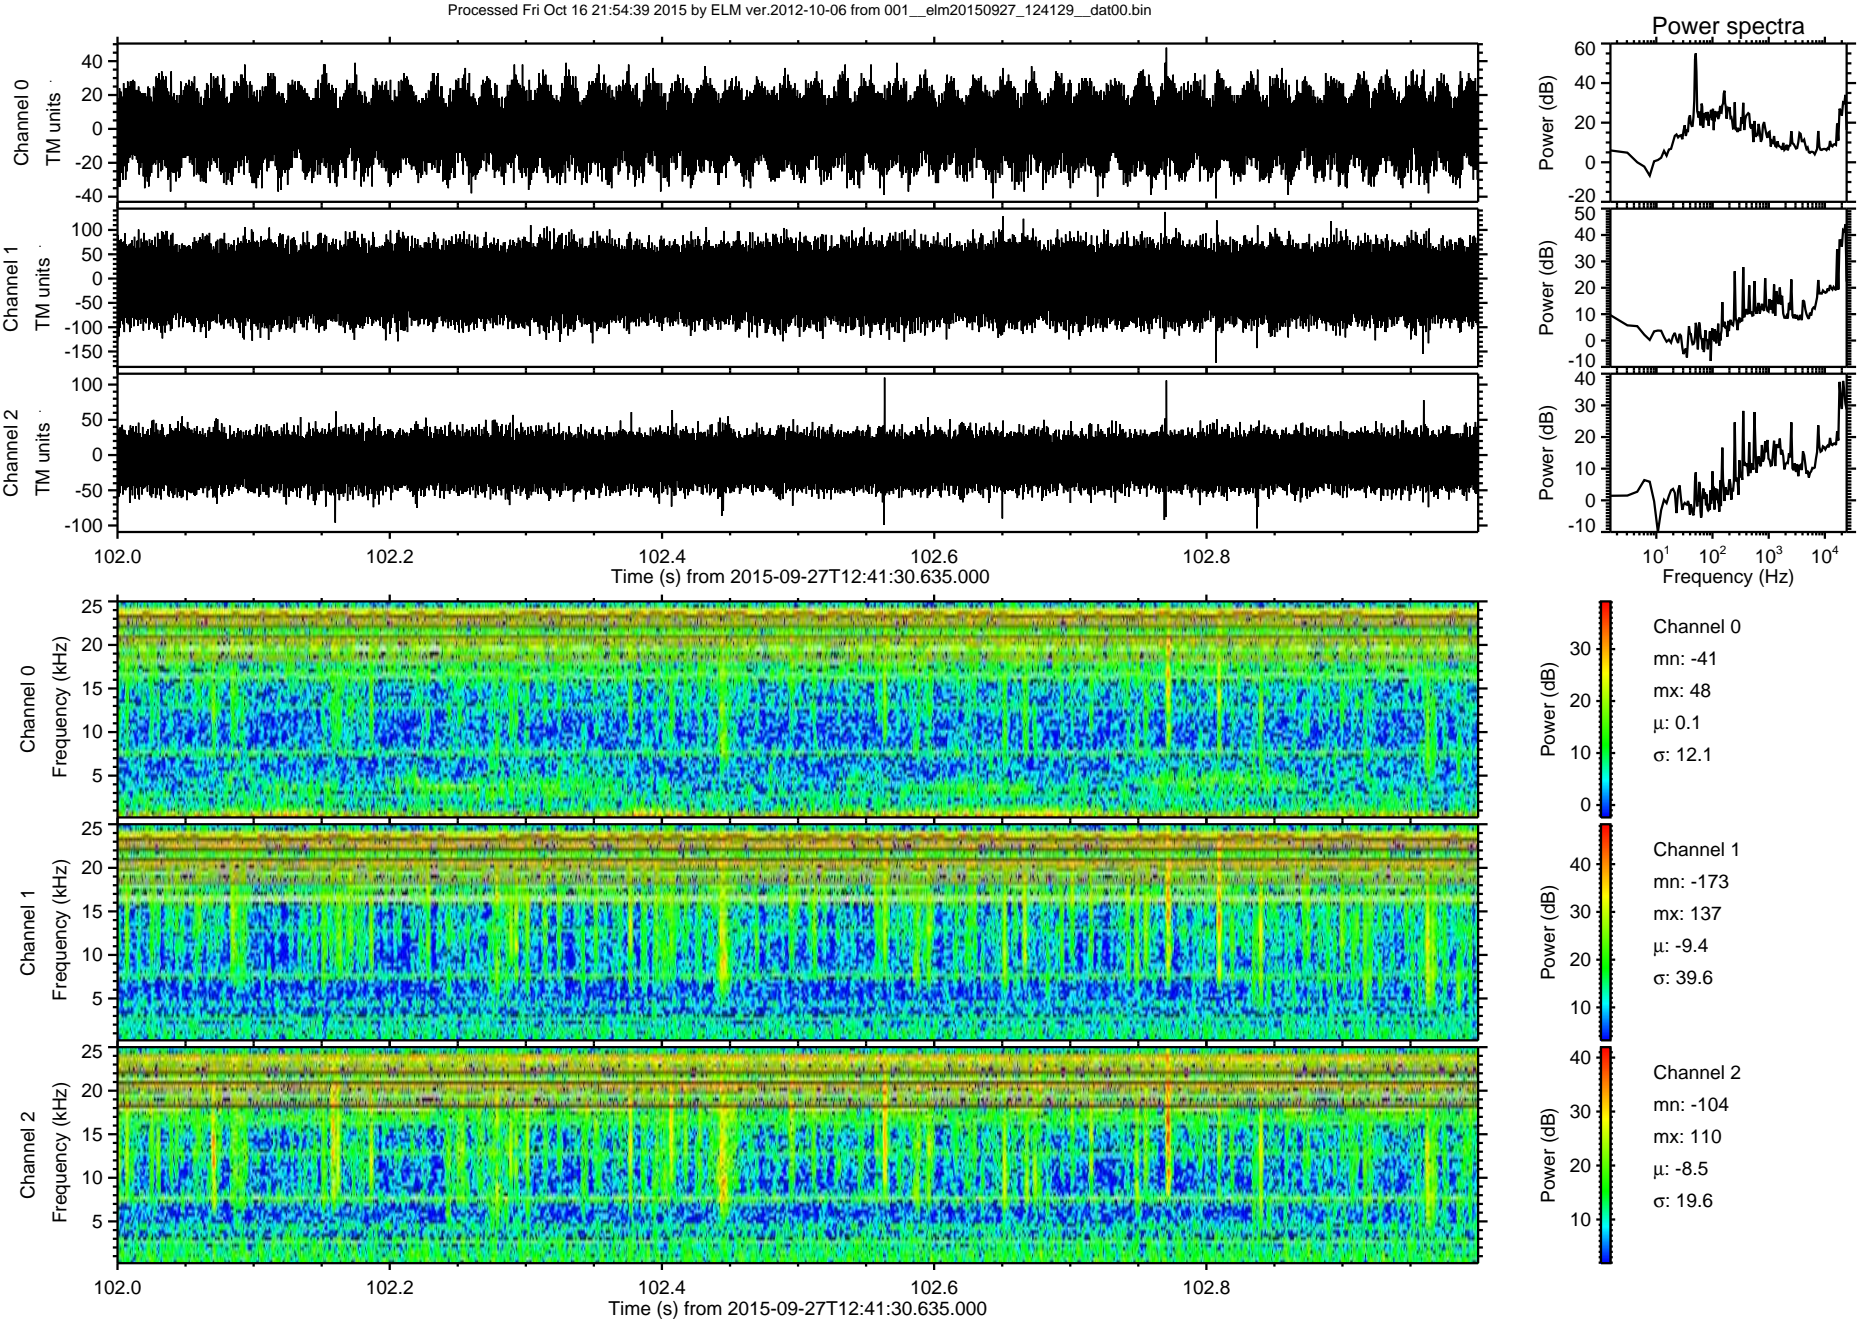 Processed Fri Oct 16 21:54:39 2015 by ELM ver.2012-10-06 from 001__elm20150927_124129__dat00.bin
Power spectra
Channel 0
TM units
40
20
0
-20
-40
Power (dB)
60
40
20
0
-20
Channel 1
TM units
100
50
0
-50
-100
-150
Power (dB)
50
40
30
20
10
0
-10
Channel 2
TM units
100
50
0
-50
-100
Power (dB)
40
30
20
10
0
-10
102.0 102.2 102.4 102.6 102.8
Time (s) from 2015-09-27T12:41:30.635.000
10¹ 10² 10³ 10⁴
Frequency (Hz)
Channel 0
Frequency (kHz)
25
20
15
10
5
Power (dB)
30
20
10
0
Channel 0
mn: -41
mx: 48
μ: 0.1
σ: 12.1
Channel 1
Frequency (kHz)
25
20
15
10
5
Power (dB)
40
30
20
10
Channel 1
mn: -173
mx: 137
μ: -9.4
σ: 39.6
Channel 2
Frequency (kHz)
25
20
15
10
5
Power (dB)
40
30
20
10
Channel 2
mn: -104
mx: 110
μ: -8.5
σ: 19.6
102.0 102.2 102.4 102.6 102.8
Time (s) from 2015-09-27T12:41:30.635.000